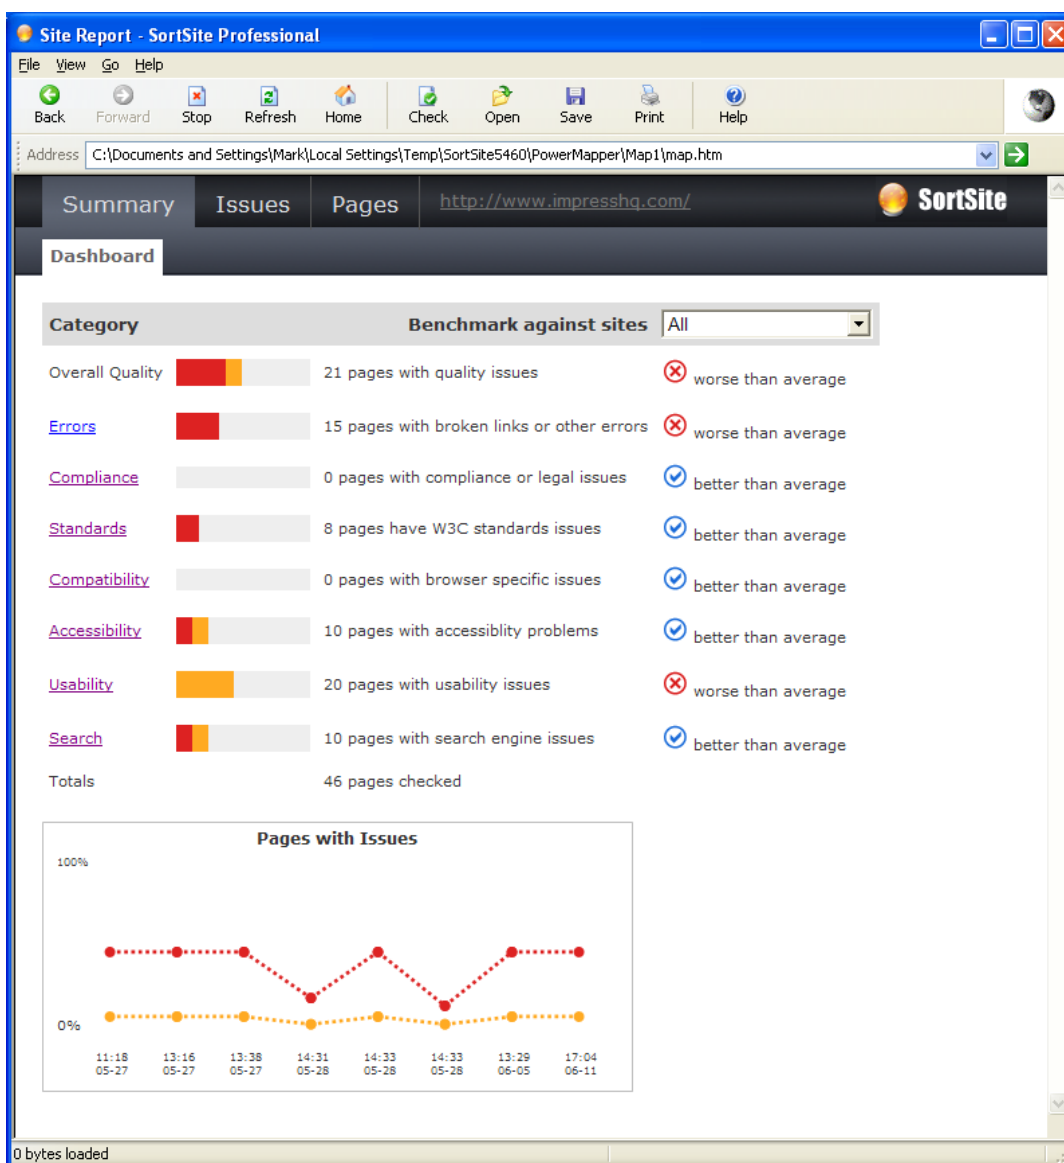 Site Report - SortSite Professional
File View Go Help
Back Forward Stop Refresh Home Check Open Save Print Help
Address C:\Documents and Settings\Mark\Local Settings\Temp\SortSite5460\PowerMapper\Map1\map.htm
Summary Issues Pages http://www.impresshq.com/ SortSite
Dashboard
Category Benchmark against sites All
Overall Quality 21 pages with quality issues worse than average
Errors 15 pages with broken links or other errors worse than average
Compliance 0 pages with compliance or legal issues better than average
Standards 8 pages have W3C standards issues better than average
Compatibility 0 pages with browser specific issues better than average
Accessibility 10 pages with accessiblity problems better than average
Usability 20 pages with usability issues worse than average
Search 10 pages with search engine issues better than average
Totals 46 pages checked
Pages with Issues
100%
0%
11:18 13:16 13:38 14:31 14:33 14:33 13:29 17:04
05-27 05-27 05-27 05-28 05-28 05-28 06-05 06-11
0 bytes loaded